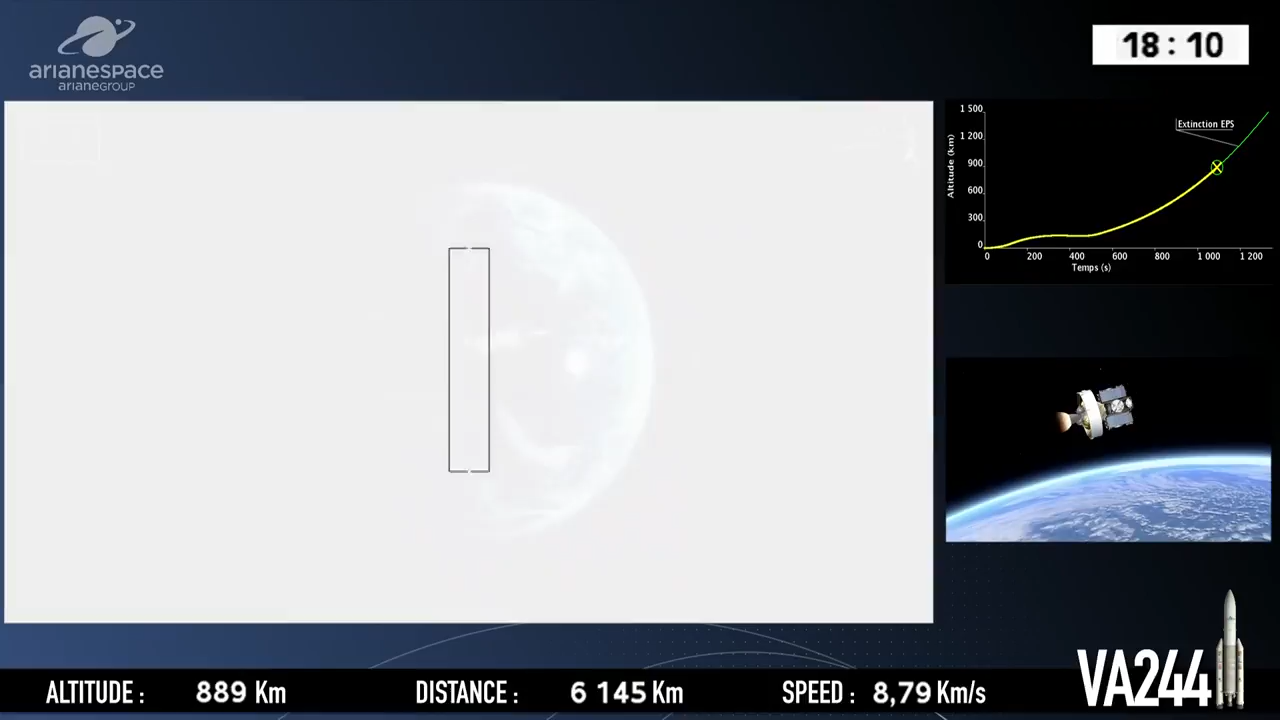 arianespace
arianeGROUP
18 : 10
Altitude (km)
1 500
1 200
900
600
300
0
Extinction EPS
0 200 400 600 800 1 000 1 200
Temps (s)
VA244
ALTITUDE : 889 Km DISTANCE : 6 145 Km SPEED : 8,79 Km/s